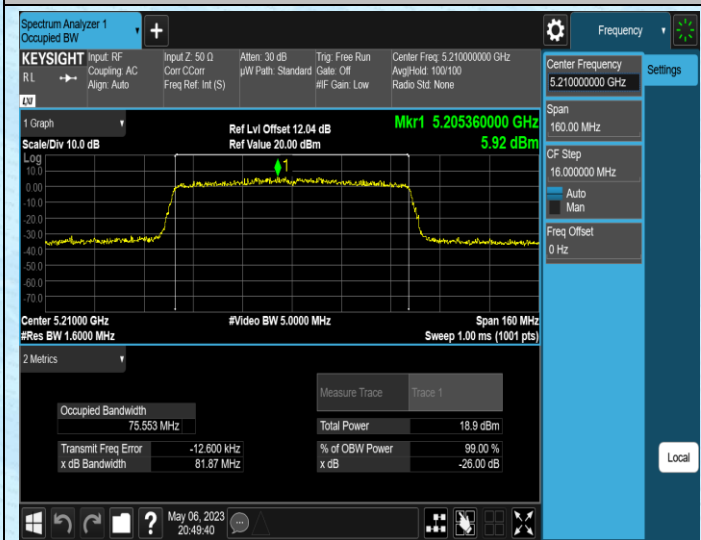 Spectrum Analyzer 1
Occupied BW
Frequency
KEYSIGHT
RL
LXI
Input: RF
Coupling: AC
Align: Auto
Input Z: 50 Ω
Corr CCorr
Freq Ref: Int (S)
Atten: 30 dB
µW Path: Standard
Trig: Free Run
Gate: Off
#IF Gain: Low
Center Freq: 5.210000000 GHz
Avg|Hold: 100/100
Radio Std: None
Center Frequency
5.210000000 GHz
Settings
Span
160.00 MHz
CF Step
16.000000 MHz
Auto
Man
Freq Offset
0 Hz
1 Graph
Scale/Div 10.0 dB
Ref Lvl Offset 12.04 dB
Ref Value 20.00 dBm
Mkr1 5.205360000 GHz
5.92 dBm
Log
10.0
0.00
-10.0
-20.0
-30.0
-40.0
-50.0
-60.0
-70.0
1
Center 5.21000 GHz
#Res BW 1.6000 MHz
#Video BW 5.0000 MHz
Span 160 MHz
Sweep 1.00 ms (1001 pts)
2 Metrics
Measure Trace Trace 1
Occupied Bandwidth
75.553 MHz
Total Power 18.9 dBm
Transmit Freq Error -12.600 kHz
% of OBW Power 99.00 %
x dB Bandwidth 81.87 MHz
x dB -26.00 dB
Local
?
May 06, 2023
20:49:40